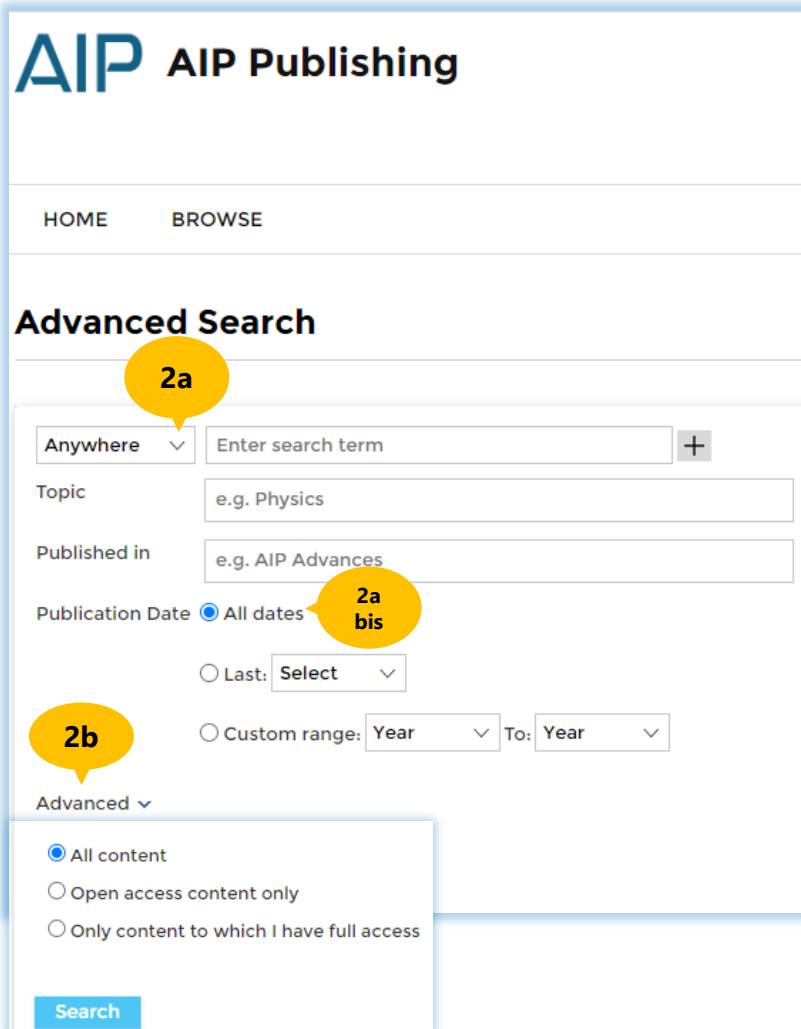 AIP AIP Publishing
HOME BROWSE
Advanced Search
2a
Anywhere Enter search term +
Topic e.g. Physics
Published in e.g. AIP Advances
Publication Date All dates
2a
bis
Last: Select
Custom range: Year To: Year
2b
Advanced
All content
Open access content only
Only content to which I have full access
Search